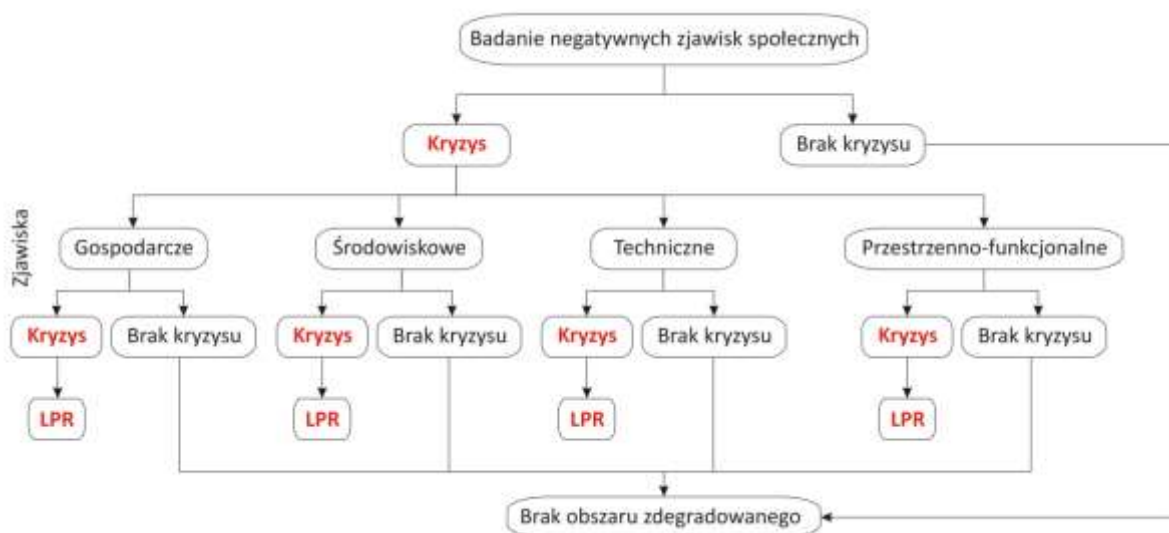 Badanie negatywnych zjawisk społecznych
Kryzys
Brak kryzysu
Zjawiska
Gospodarcze
Środowiskowe
Techniczne
Przestrzenno-funkcjonalne
Kryzys
Brak kryzysu
Kryzys
Brak kryzysu
Kryzys
Brak kryzysu
Kryzys
Brak kryzysu
LPR
LPR
LPR
LPR
Brak obszaru zdegradowanego